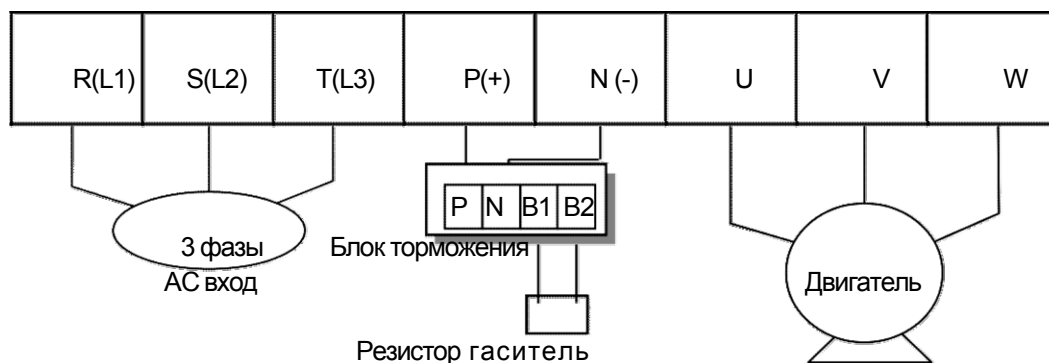 R(L1) S(L2) T(L3) P(+) N (-) U V W
P N B1 B2
3 фазы
АС вход
Блок торможения
Двигатель
Резистор гаситель